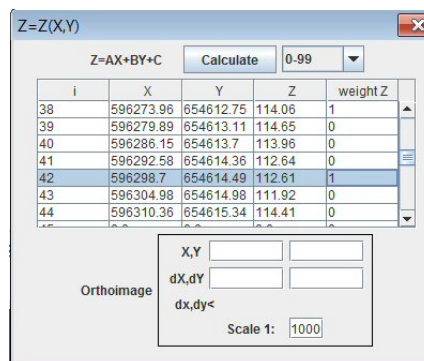 Z=Z(X,Y)
Z=AX+BY+C Calculate 0-99
i X Y Z weight Z
38 596273.96 654612.75 114.06 1
39 596279.89 654613.11 114.65 0
40 596286.15 654613.7 113.96 0
41 596292.58 654614.36 112.64 0
42 596298.7 654614.49 112.61 1
43 596304.98 654614.98 111.92 0
44 596310.36 654615.34 114.41 0
X,Y
dX,dY
Orthoimage
dx,dy<
Scale 1: 1000